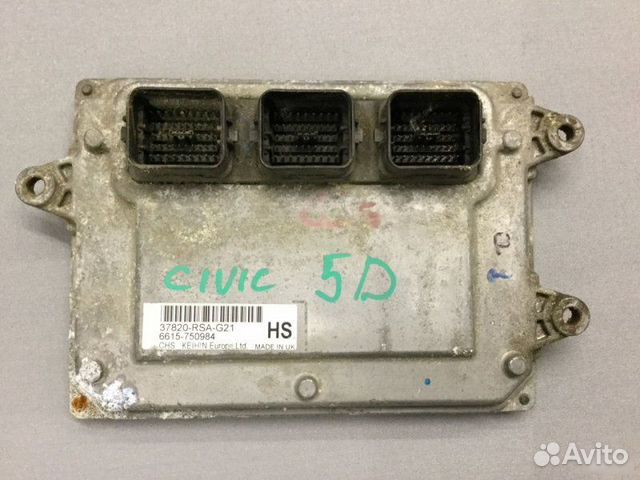 CIVIC 5D
37820-RSA-G21
6615-750984
HS
CHS KEIHIN Europe Ltd. MADE IN UK
Avito